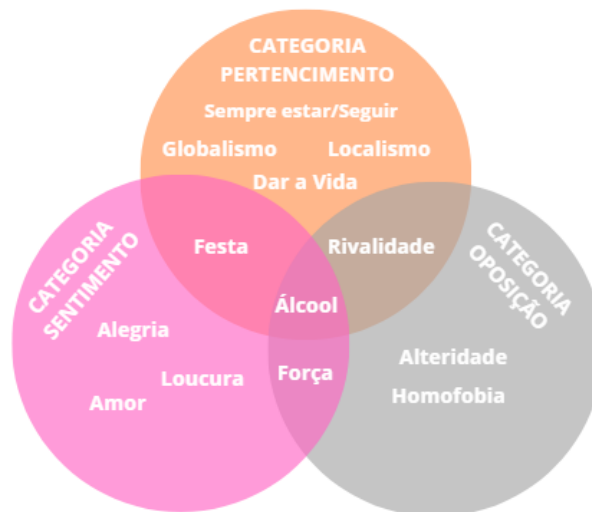 CATEGORIA
PERTENCIMENTO
Sempre estar/Seguir
Globalismo
Localismo
Dar a Vida
CATEGORIA
SENTIMENTO
Festa
Rivalidade
CATEGORIA
OPOSIÇÃO
Álcool
Alegria
Loucura
Força
Amor
Alteridade
Homofobia